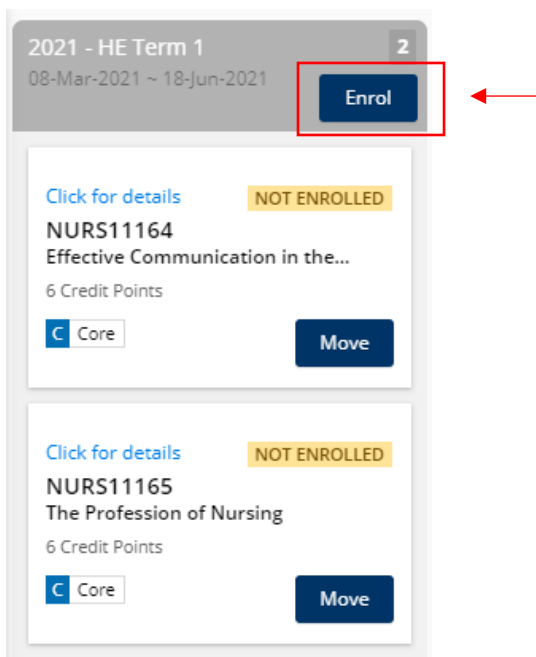 2021 - HE Term 1 2
08-Mar-2021 ~ 18-Jun-2021
Enrol
Click for details NOT ENROLLED
NURS11164
Effective Communication in the...
6 Credit Points
C Core
Move
Click for details NOT ENROLLED
NURS11165
The Profession of Nursing
6 Credit Points
C Core
Move